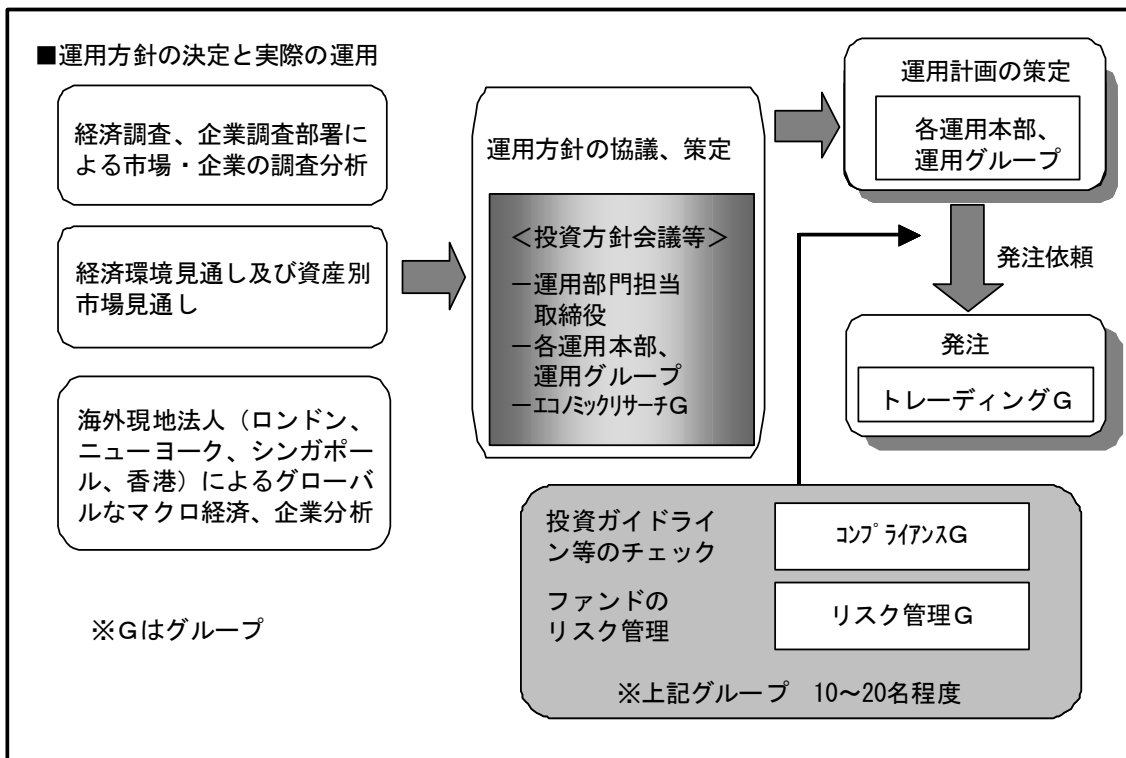 ■運用方針の決定と実際の運用
経済調査、企業調査部署に
よる市場・企業の調査分析
経済環境見通し及び資産別
市場見通し
海外現地法人（ロンドン、
ニューヨーク、シンガポー
ル、香港）によるグローバ
ルなマクロ経済、企業分析
※Gはグループ
運用方針の協議、策定
＜投資方針会議等＞
－運用部門担当
取締役
－各運用本部、
運用グループ
－ｴｺﾉﾐｯｸﾘｻｰﾁG
運用計画の策定
各運用本部、
運用グループ
発注依頼
発注
トレーディングG
投資ガイドライ
ン等のチェック
ｺﾝﾌﾟﾗｲｱﾝｽG
ファンドの
リスク管理
リスク管理G
※上記グループ　10～20名程度